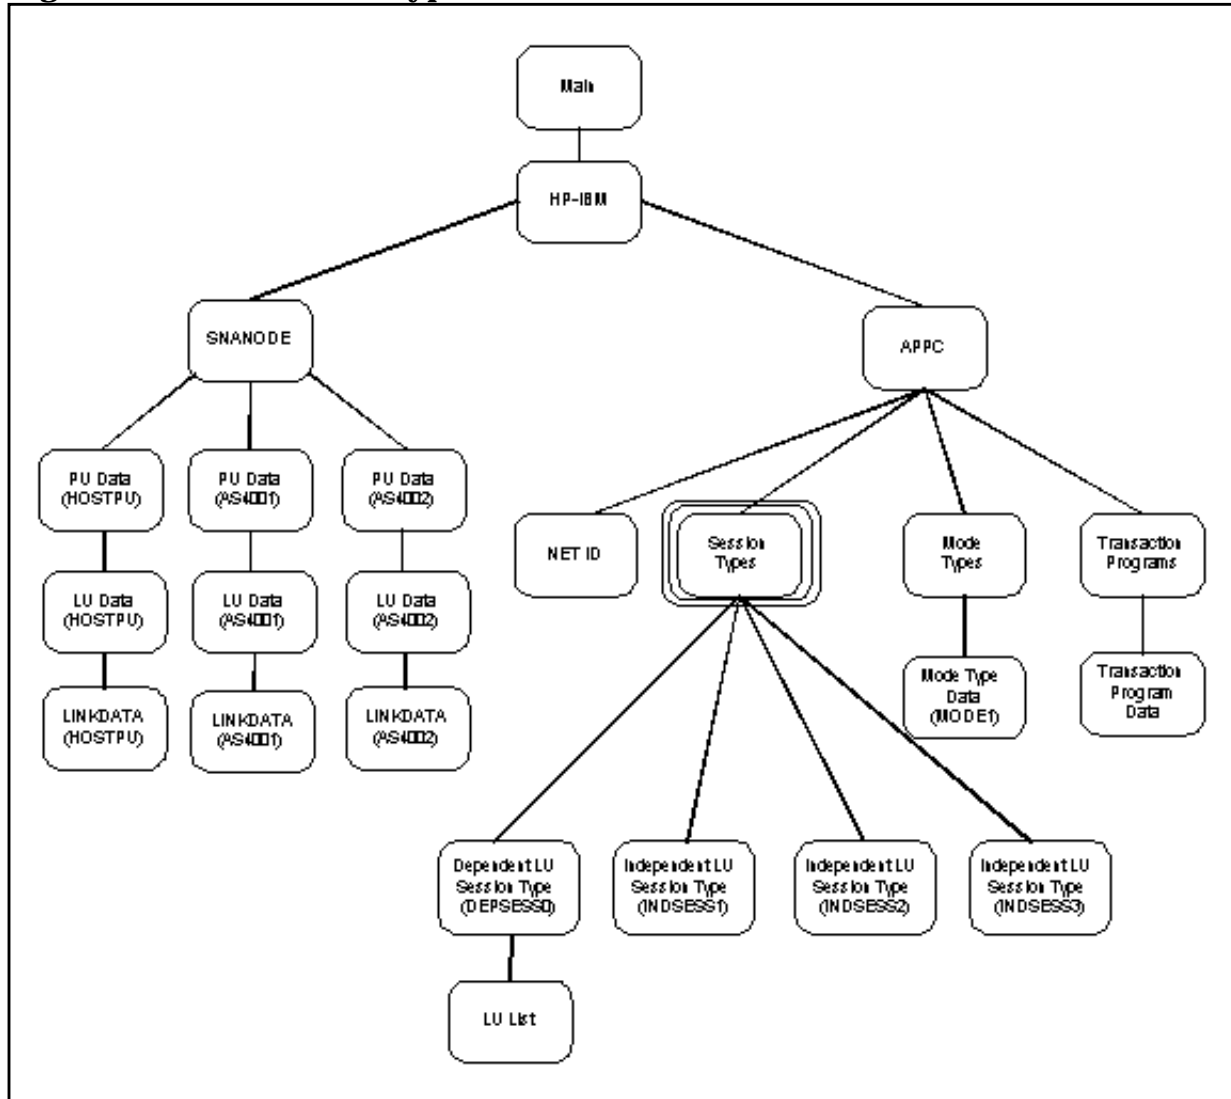 Main
HP-IBM
SNANODE
APPC
PU Data
(HOSTPU)
PU Data
(AS4001)
PU Data
(AS4002)
NET ID
Session
Types
Mode
Types
Transaction
Programs
LU Data
(HOSTPU)
LU Data
(AS4001)
LU Data
(AS4002)
LINKDATA
(HOSTPU)
LINKDATA
(AS4001)
LINKDATA
(AS4002)
Mode Type
Data
(MODE1)
Transaction
Program
Data
Dependent LU
Session Type
(DEPSESS0)
Independent LU
Session Type
(INDSESS1)
Independent LU
Session Type
(INDSESS2)
Independent LU
Session Type
(INDSESS3)
LU List